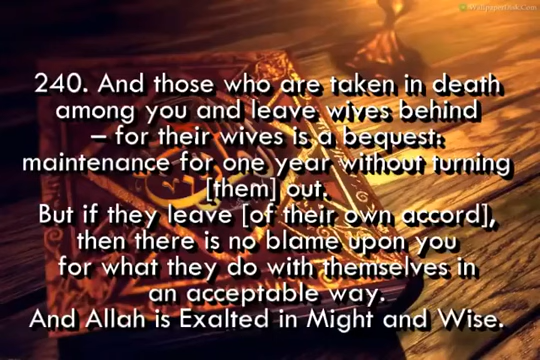 WallpapersDisk.Com
240. And those who are taken in death
among you and leave wives behind
– for their wives is a bequest:
maintenance for one year without turning
[them] out.
But if they leave [of their own accord],
then there is no blame upon you
for what they do with themselves in
an acceptable way.
And Allah is Exalted in Might and Wise.